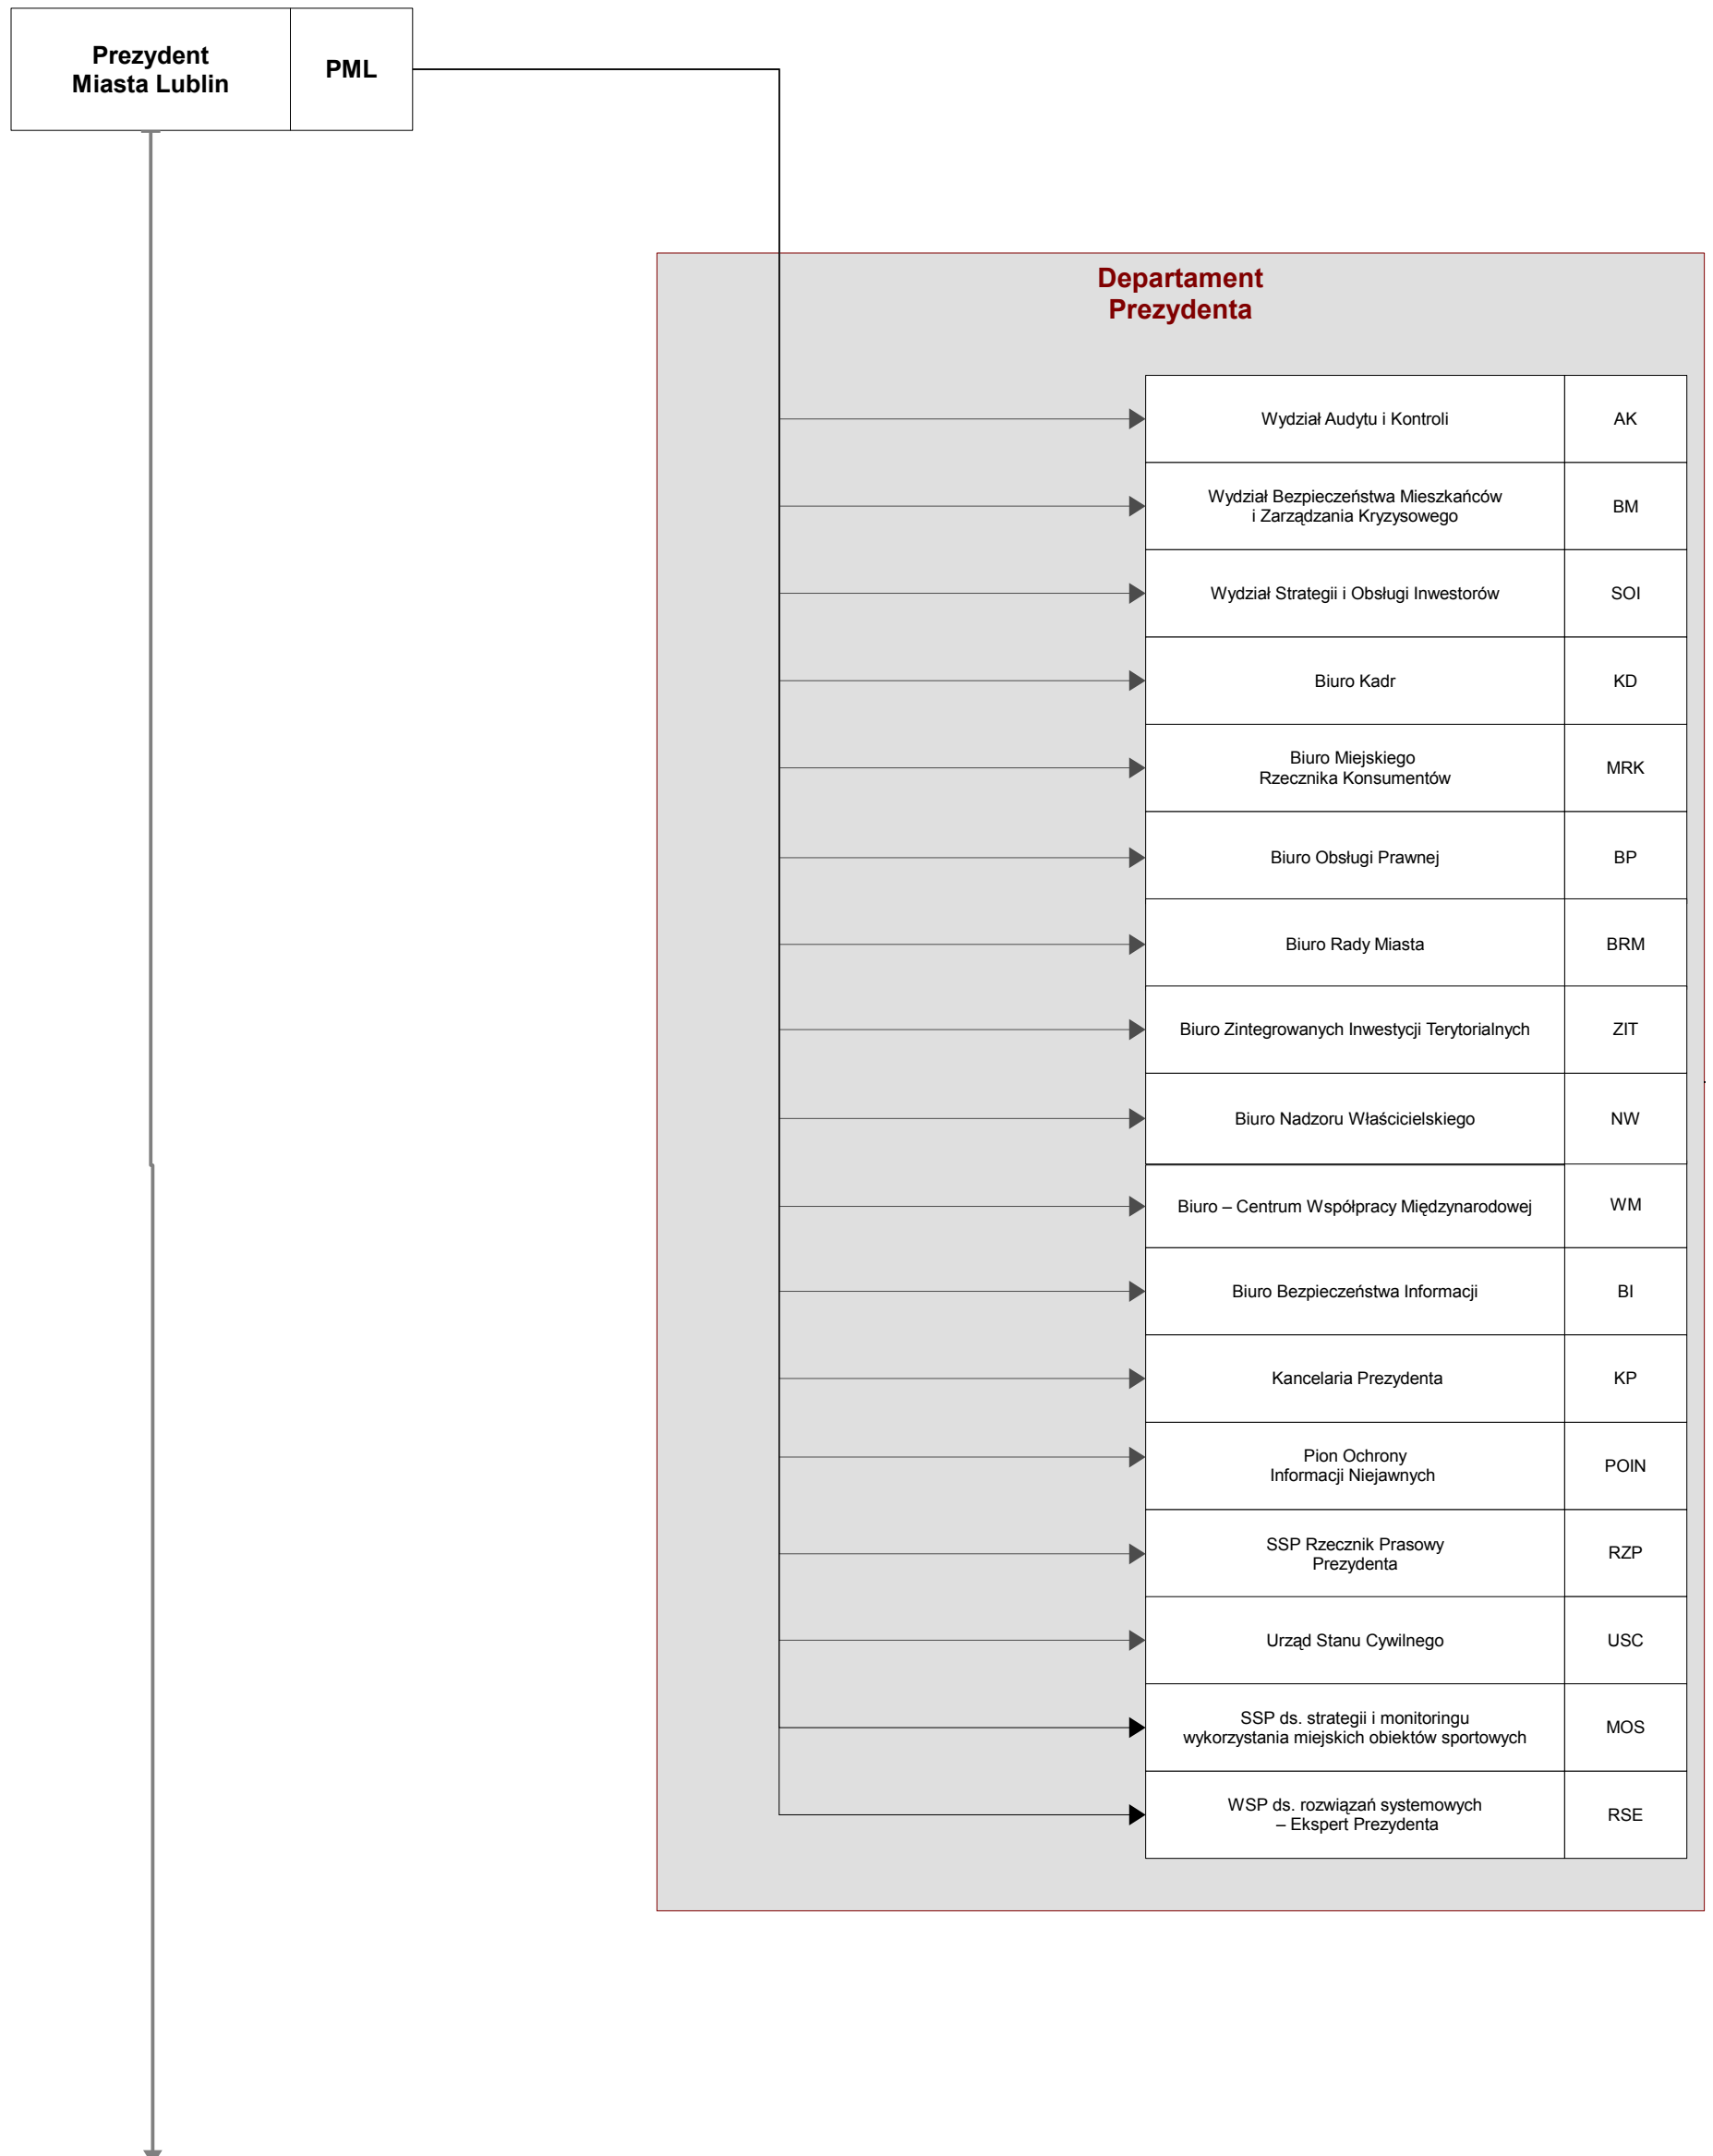 Prezydent
Miasta Lublin
PML
Departament
Prezydenta
Wydział Audytu i Kontroli
AK
Wydział Bezpieczeństwa Mieszkańców
i Zarządzania Kryzysowego
BM
Wydział Strategii i Obsługi Inwestorów
SOI
Biuro Kadr
KD
Biuro Miejskiego
Rzecznika Konsumentów
MRK
Biuro Obsługi Prawnej
BP
Biuro Rady Miasta
BRM
Biuro Zintegrowanych Inwestycji Terytorialnych
ZIT
Biuro Nadzoru Właścicielskiego
NW
Biuro – Centrum Współpracy Międzynarodowej
WM
Biuro Bezpieczeństwa Informacji
BI
Kancelaria Prezydenta
KP
Pion Ochrony
Informacji Niejawnych
POIN
SSP Rzecznik Prasowy
Prezydenta
RZP
Urząd Stanu Cywilnego
USC
SSP ds. strategii i monitoringu
wykorzystania miejskich obiektów sportowych
MOS
WSP ds. rozwiązań systemowych
– Ekspert Prezydenta
RSE